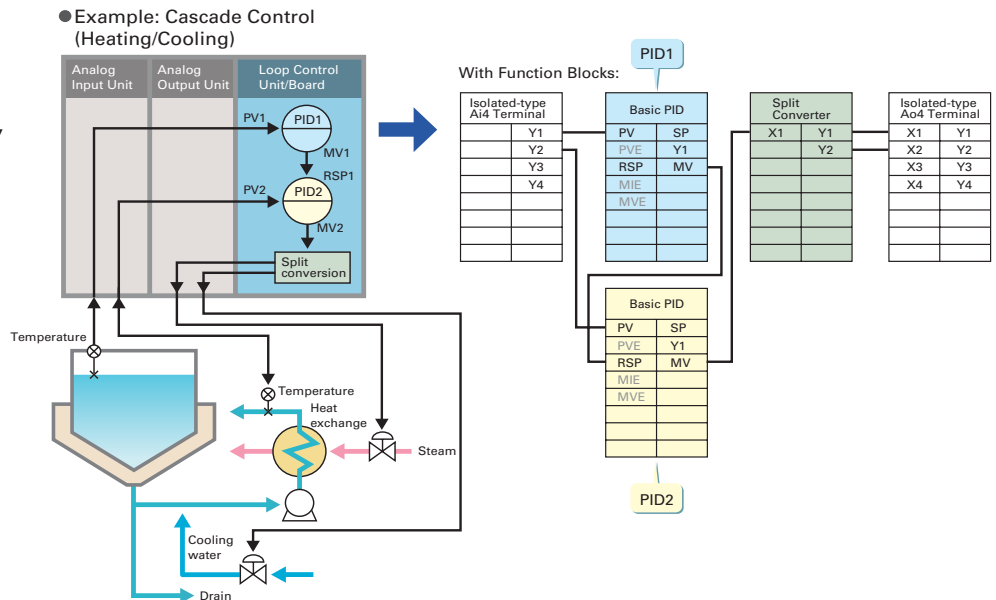 ●Example: Cascade Control
(Heating/Cooling)
Analog
Input Unit
Analog
Output Unit
Loop Control
Unit/Board
PV1
PID1
MV1
RSP1
PV2
PID2
MV2
Split
conversion
Temperature
Temperature
Heat
exchange
Steam
Cooling
water
Drain
With Function Blocks:
PID1
Isolated-type
Ai4 Terminal
Y1
Y2
Y3
Y4
Basic PID
PV SP
PVE Y1
RSP MV
MIE
MVE
Split
Converter
X1 Y1
Y2
Isolated-type
Ao4 Terminal
X1 Y1
X2 Y2
X3 Y3
X4 Y4
Basic PID
PV SP
PVE Y1
RSP MV
MIE
MVE
PID2